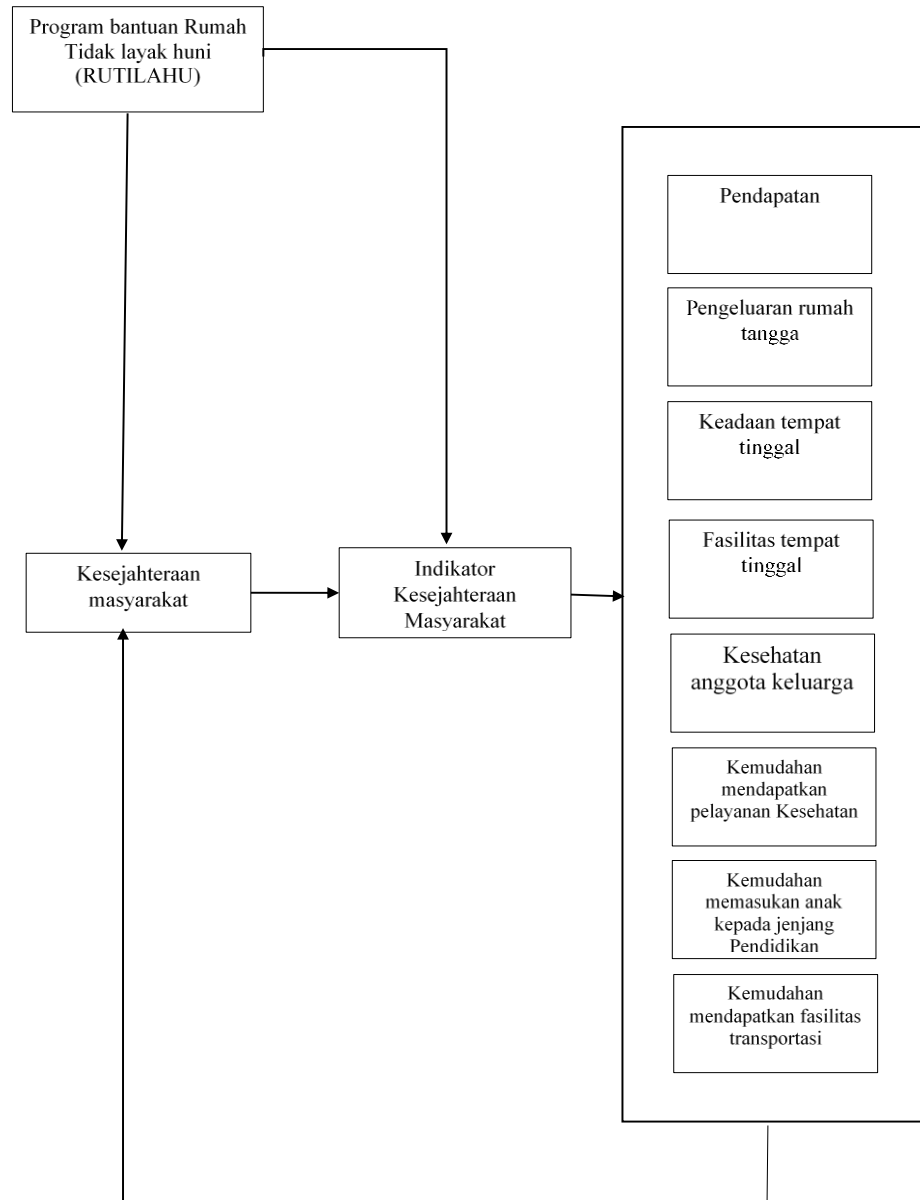 Program bantuan Rumah
Tidak layak huni
(RUTILAHU)
Kesejahteraan
masyarakat
Indikator
Kesejahteraan
Masyarakat
Pendapatan
Pengeluaran rumah
tangga
Keadaan tempat
tinggal
Fasilitas tempat
tinggal
Kesehatan
anggota keluarga
Kemudahan
mendapatkan
pelayanan Kesehatan
Kemudahan
memasukan anak
kepada jenjang
Pendidikan
Kemudahan
mendapatkan fasilitas
transportasi